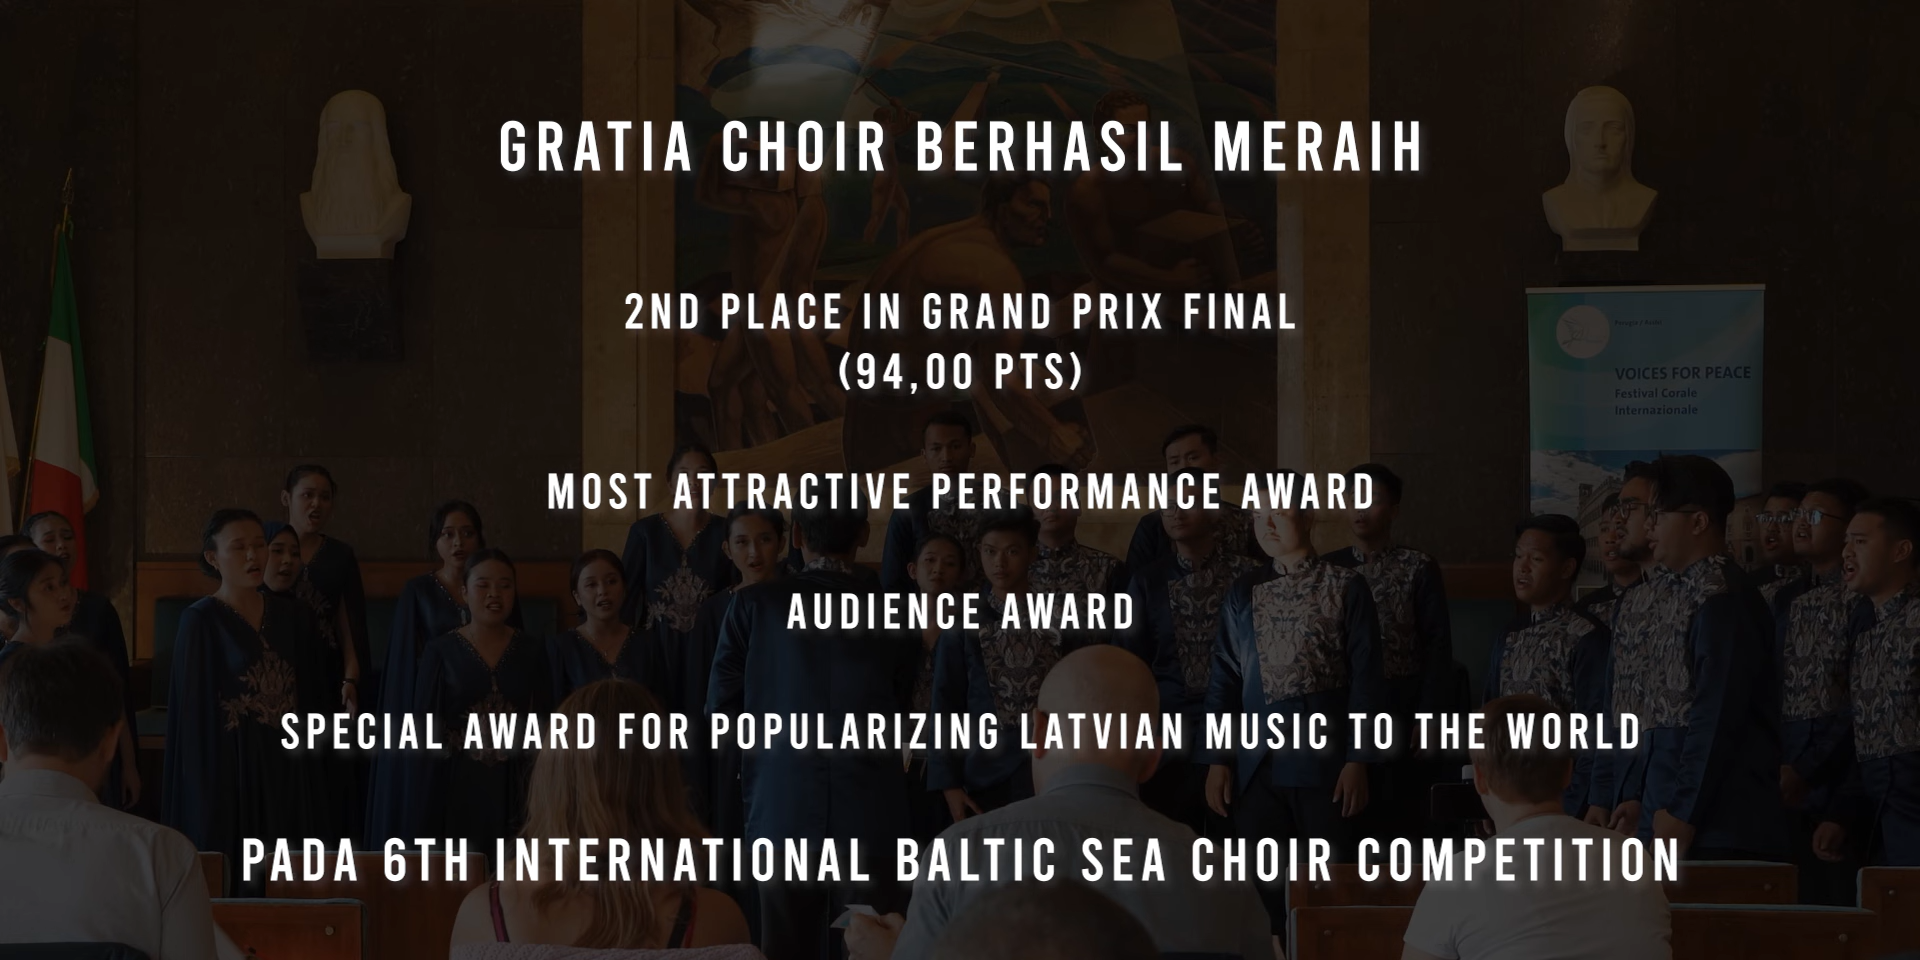 GRATIA CHOIR BERHASIL MERAIH
2ND PLACE IN GRAND PRIX FINAL
(94,00 PTS)
VOICES FOR PEACE
Festival Corale
Internazionale
MOST ATTRACTIVE PERFORMANCE AWARD
AUDIENCE AWARD
SPECIAL AWARD FOR POPULARIZING LATVIAN MUSIC TO THE WORLD
PADA 6TH INTERNATIONAL BALTIC SEA CHOIR COMPETITION